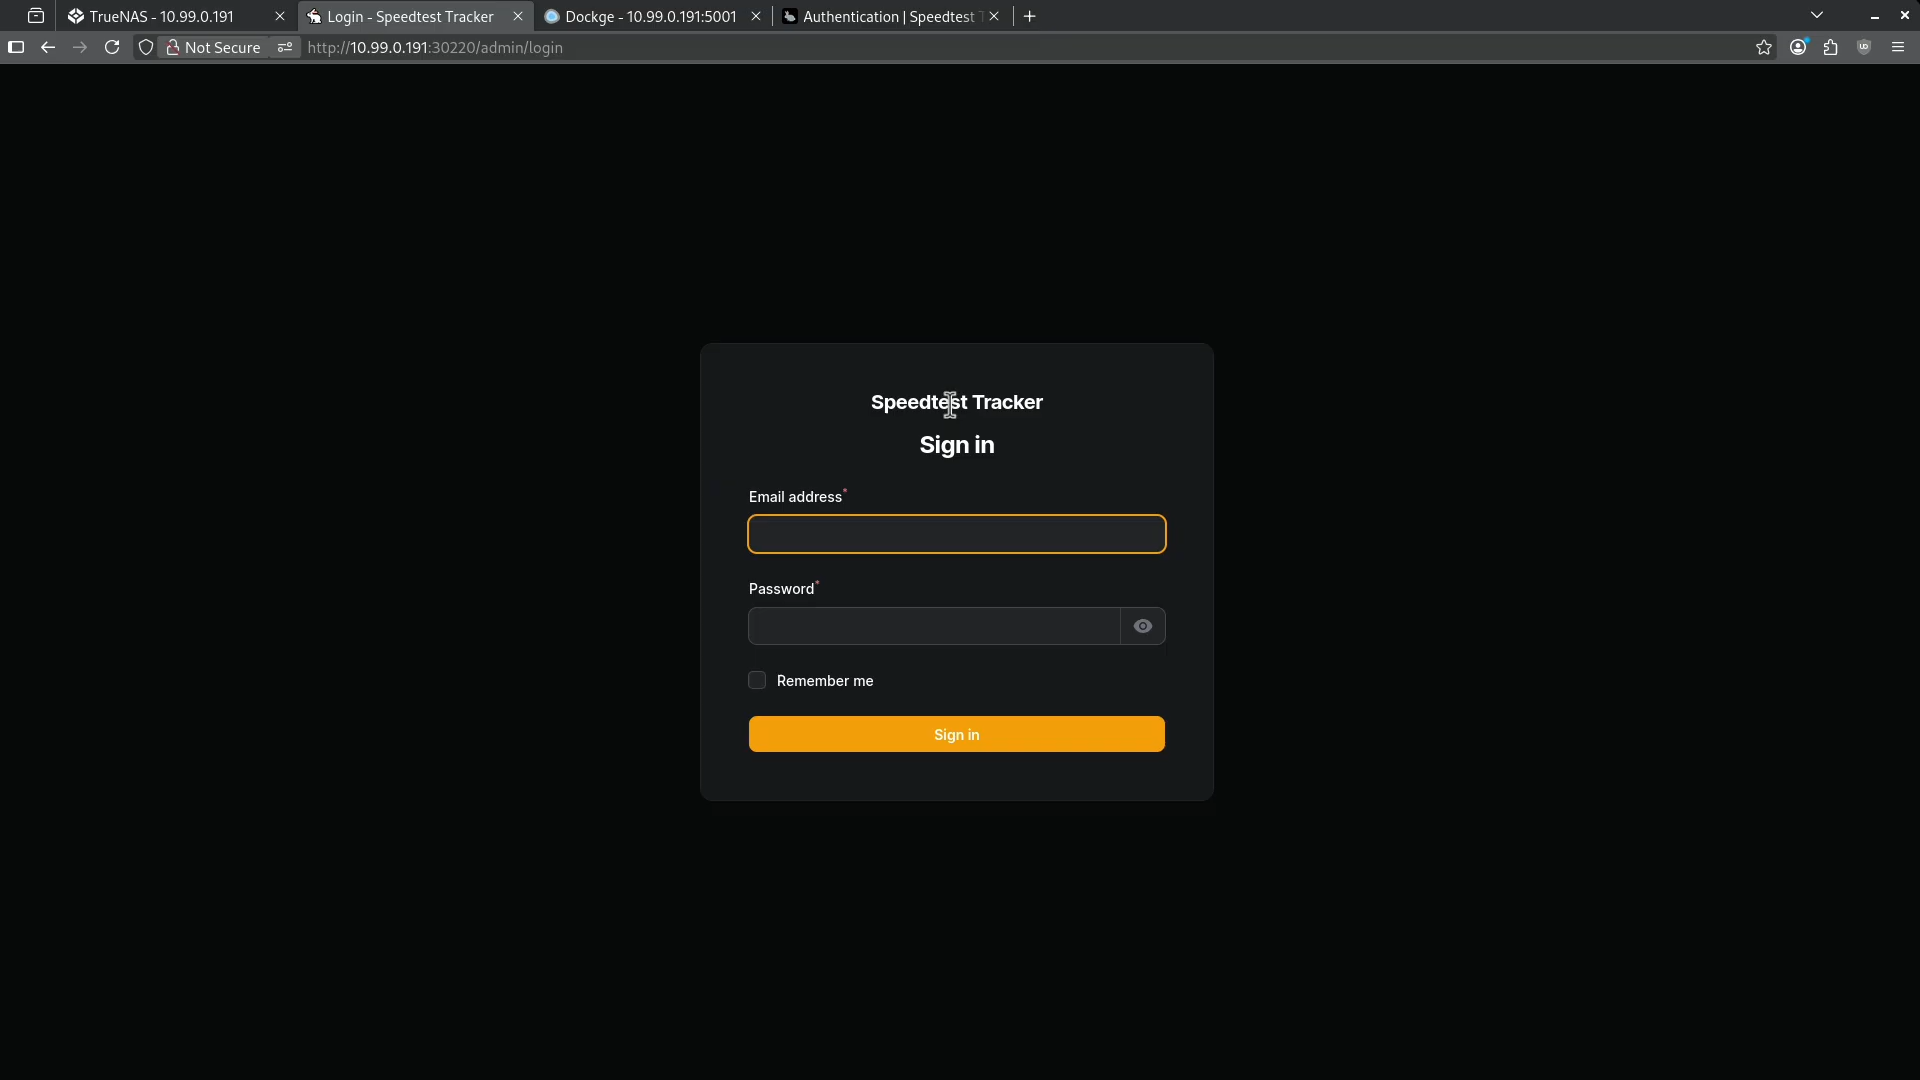 TrueNAS - 10.99.0.191
Login - Speedtest Tracker
Dockge - 10.99.0.191:5001
Authentication | Speedtest
Not Secure
http://10.99.0.191:30220/admin/login
Speedtest Tracker
Sign in
Email address*
Password*
Remember me
Sign in